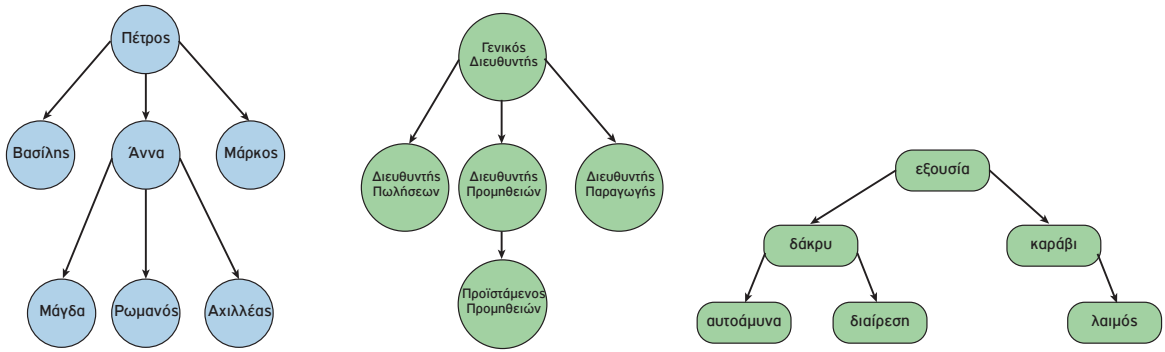 Πέτρος
Βασίλης
Άννα
Μάρκος
Μάγδα
Ρωμανός
Αχιλλέας
Γενικός
Διευθυντής
Διευθυντής
Πωλήσεων
Διευθυντής
Προμηθειών
Διευθυντής
Παραγωγής
Προϊστάμενος
Προμηθειών
εξουσία
δάκρυ
καράβι
αυτοάμυνα
διαίρεση
λαιμός